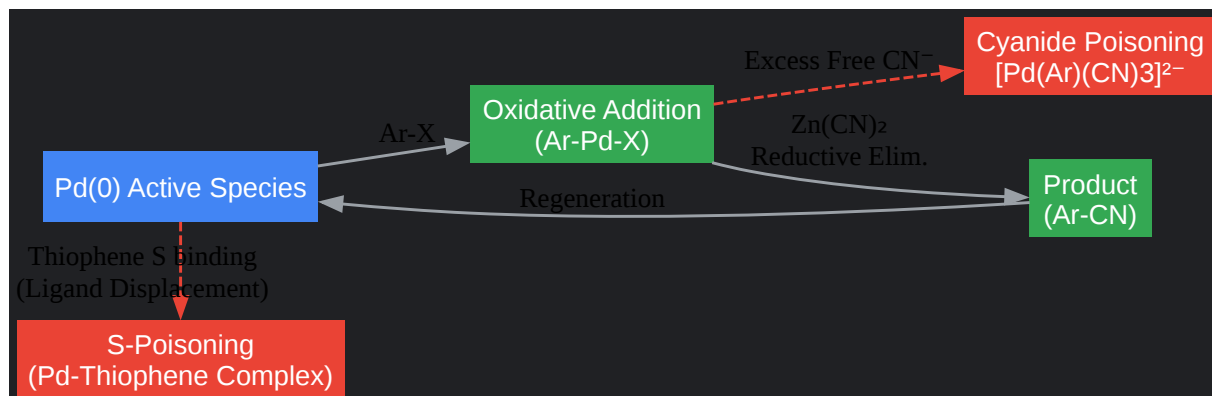 Cyanide Poisoning
[Pd(Ar)(CN)3]²⁻
Excess Free CN⁻
Oxidative Addition
(Ar-Pd-X)
Ar-X
Zn(CN)₂
Reductive Elim.
Pd(0) Active Species
Product
(Ar-CN)
Regeneration
Thiophene S binding
(Ligand Displacement)
S-Poisoning
(Pd-Thiophene Complex)